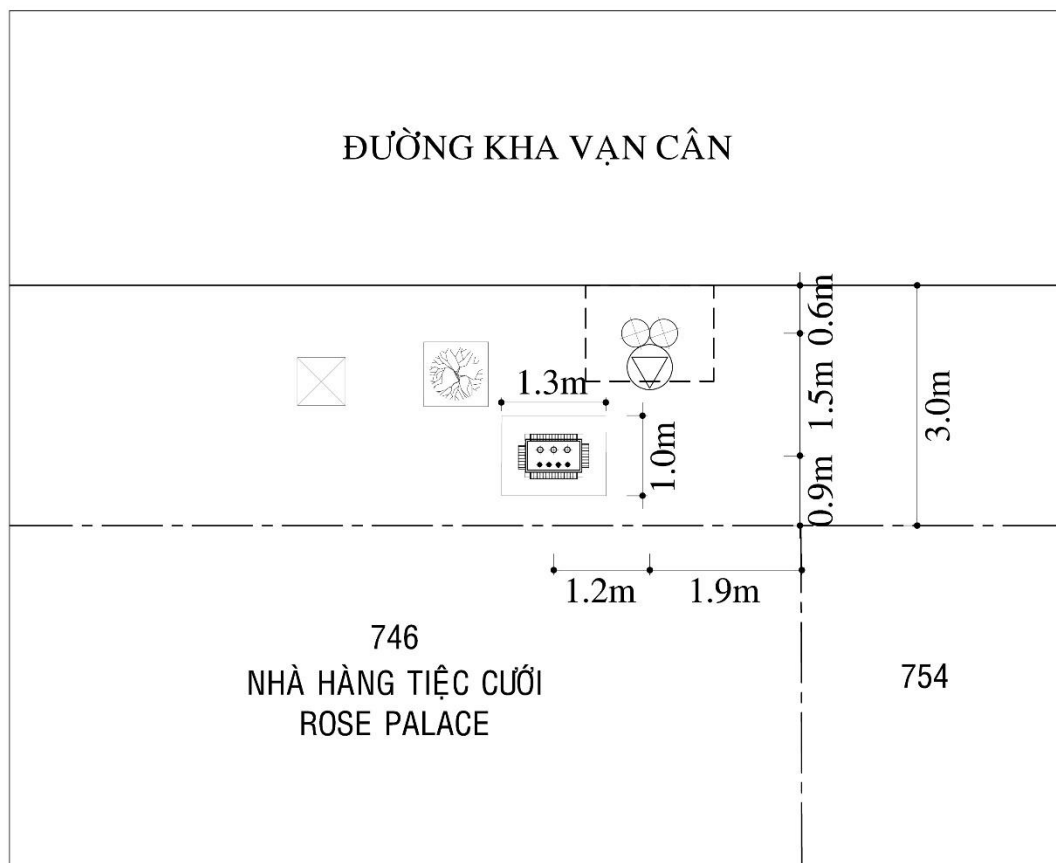 ĐƯỜNG KHA VẠN CÂN
0.6m
1.5m
0.9m
3.0m
1.3m
1.0m
1.2m
1.9m
746
NHÀ HÀNG TIỆC CƯỚI
ROSE PALACE
754